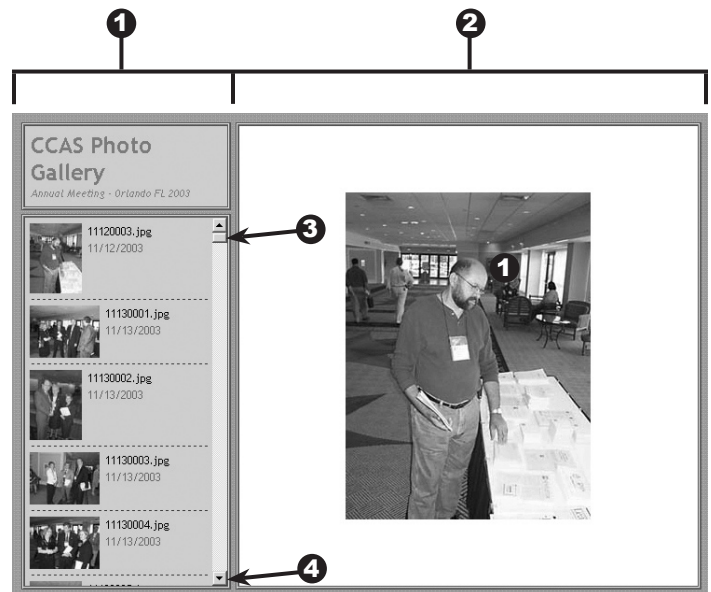 1 2
CCAS Photo
Gallery
Annual Meeting - Orlando FL 2003
11120003.jpg
11/12/2003
3
11130001.jpg
11/13/2003
11130002.jpg
11/13/2003
11130003.jpg
11/13/2003
11130004.jpg
11/13/2003
4
1